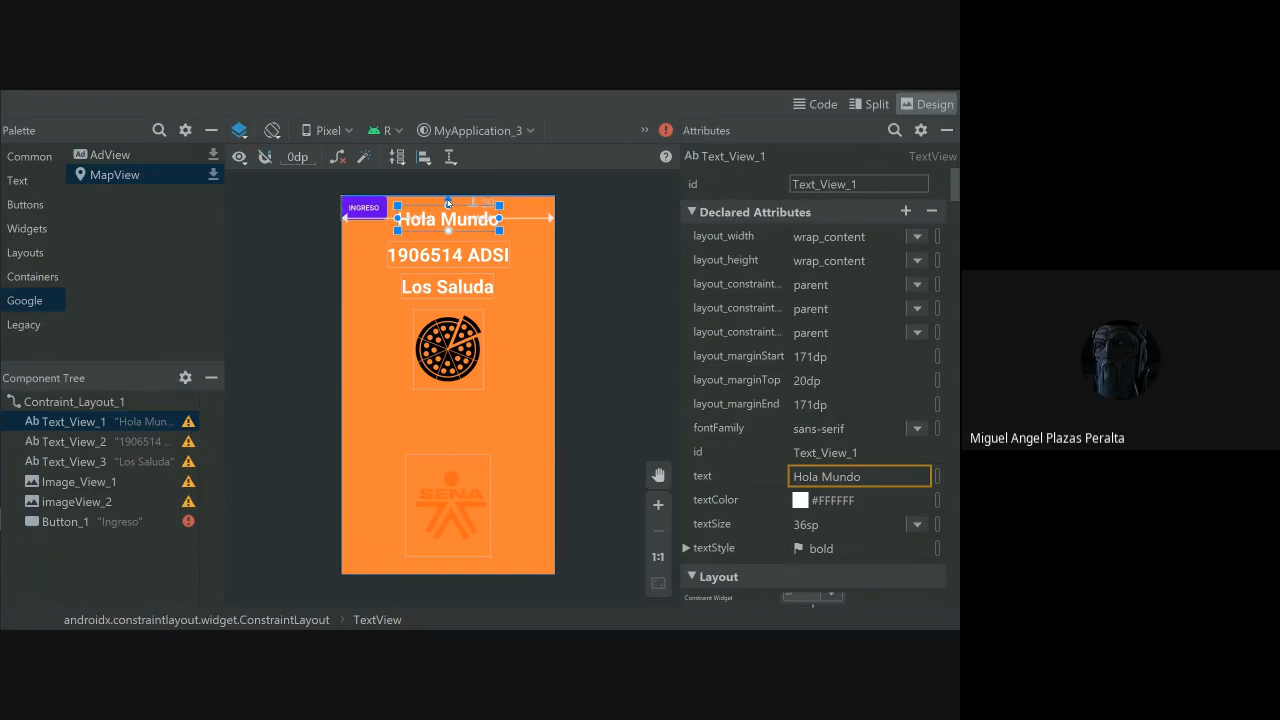 Code Split Design
Palette
Pixel R MyApplication_3 >> Attributes
Common AdView
MapView
0dp
Ab Text_View_1 TextView
Text
id Text_View_1
Buttons
INGRESO
Hola Mundo
Declared Attributes
Widgets
layout_width wrap_content
Layouts
1906514 ADSI
layout_height wrap_content
Containers
Los Saluda
layout_constraint... parent
Google
layout_constraint... parent
Legacy
layout_constraint... parent
layout_marginStart 171dp
Component Tree
layout_marginTop 20dp
Contraint_Layout_1
layout_marginEnd 171dp
Ab Text_View_1 "Hola Mun...
fontFamily sans-serif
Ab Text_View_2 "1906514 ...
id Text_View_1
Ab Text_View_3 "Los Saluda"
text Hola Mundo
Image_View_1
SENA
textColor #FFFFFF
imageView_2
textSize 36sp
Button_1 "Ingreso"
textStyle bold
1:1
Layout
Constraint Widget
androidx.constraintlayout.widget.ConstraintLayout > TextView
Miguel Angel Plazas Peralta